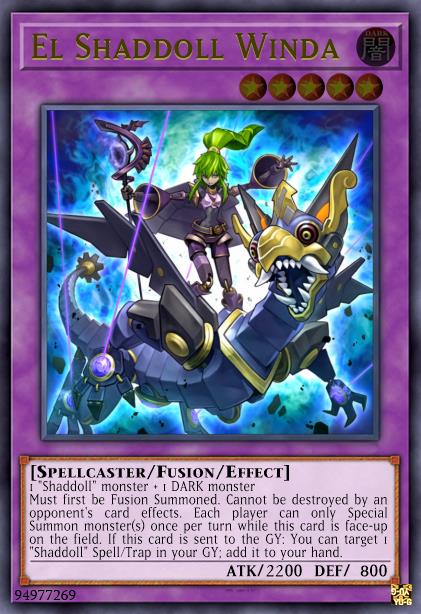 El Shaddoll Winda
DARK
闇
[Spellcaster/Fusion/Effect]
1 "Shaddoll" monster + 1 DARK monster
Must first be Fusion Summoned. Cannot be destroyed by an
opponent's card effects. Each player can only Special
Summon monster(s) once per turn while this card is face-up
on the field. If this card is sent to the GY: You can target 1
"Shaddoll" Spell/Trap in your GY; add it to your hand.
ATK/2200 DEF/ 800
94977269